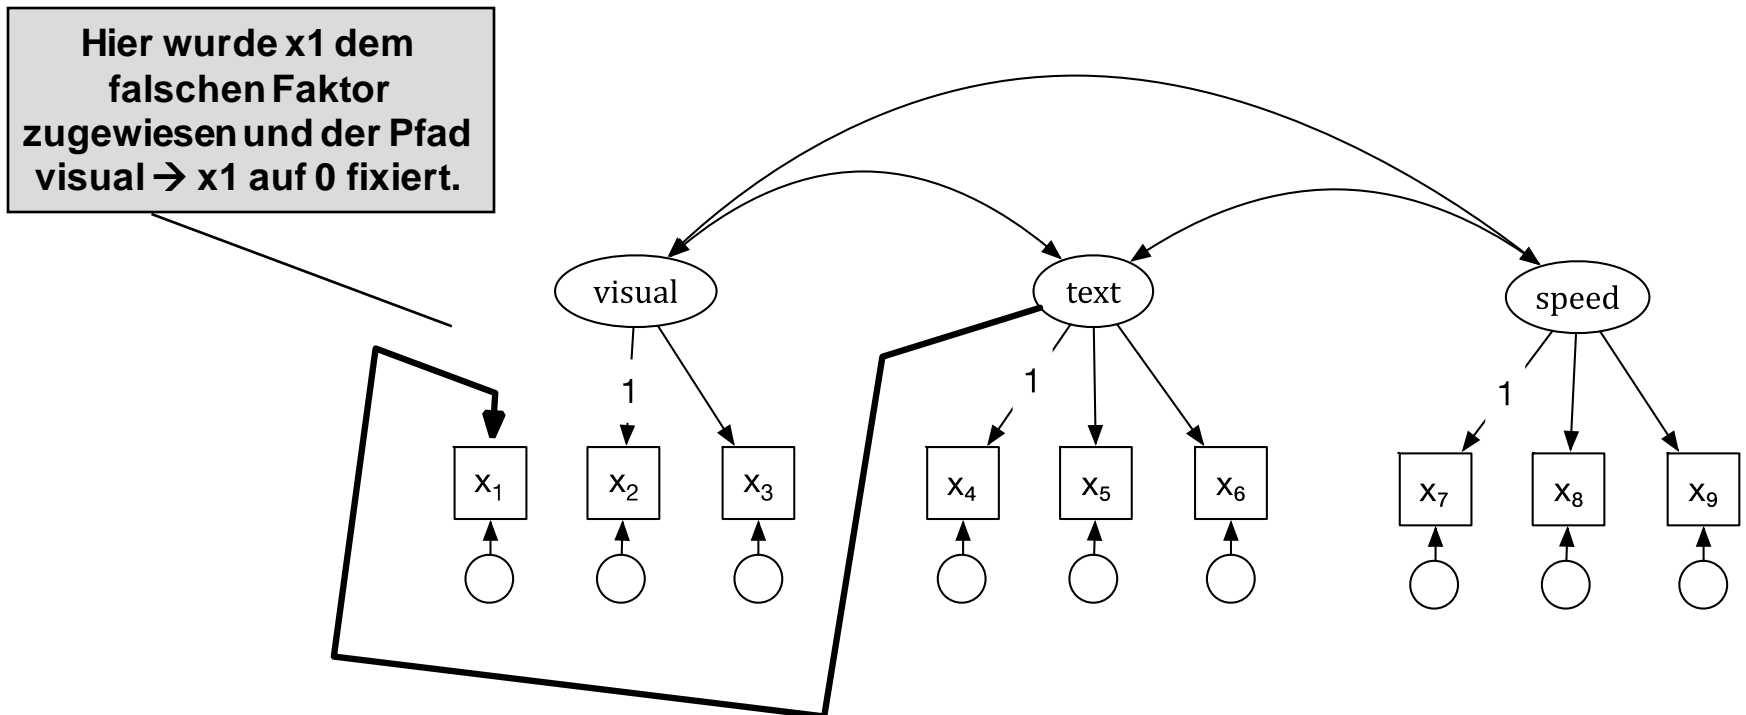 Hier wurde x1 dem
falschen Faktor
zugewiesen und der Pfad
visual → x1 auf 0 fixiert.
visual
text
speed
1
1
1
x₁
x₂
x₃
x₄
x₅
x₆
x₇
x₈
x₉